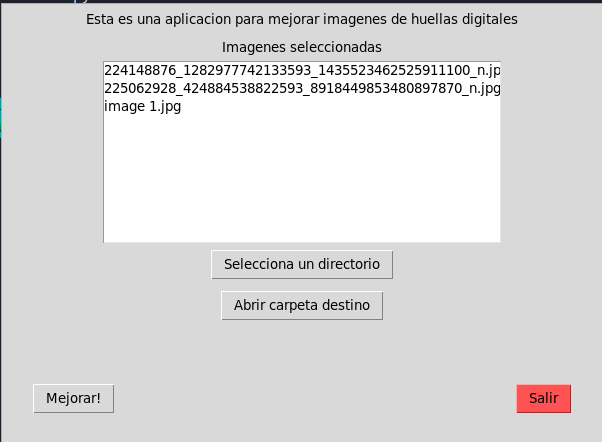 Esta es una aplicacion para mejorar imagenes de huellas digitales
Imagenes seleccionadas
224148876_1282977742133593_1435523462525911100_n.jp
225062928_424884538822593_8918449853480897870_n.jpg
image 1.jpg
Selecciona un directorio
Abrir carpeta destino
Mejorar!
Salir